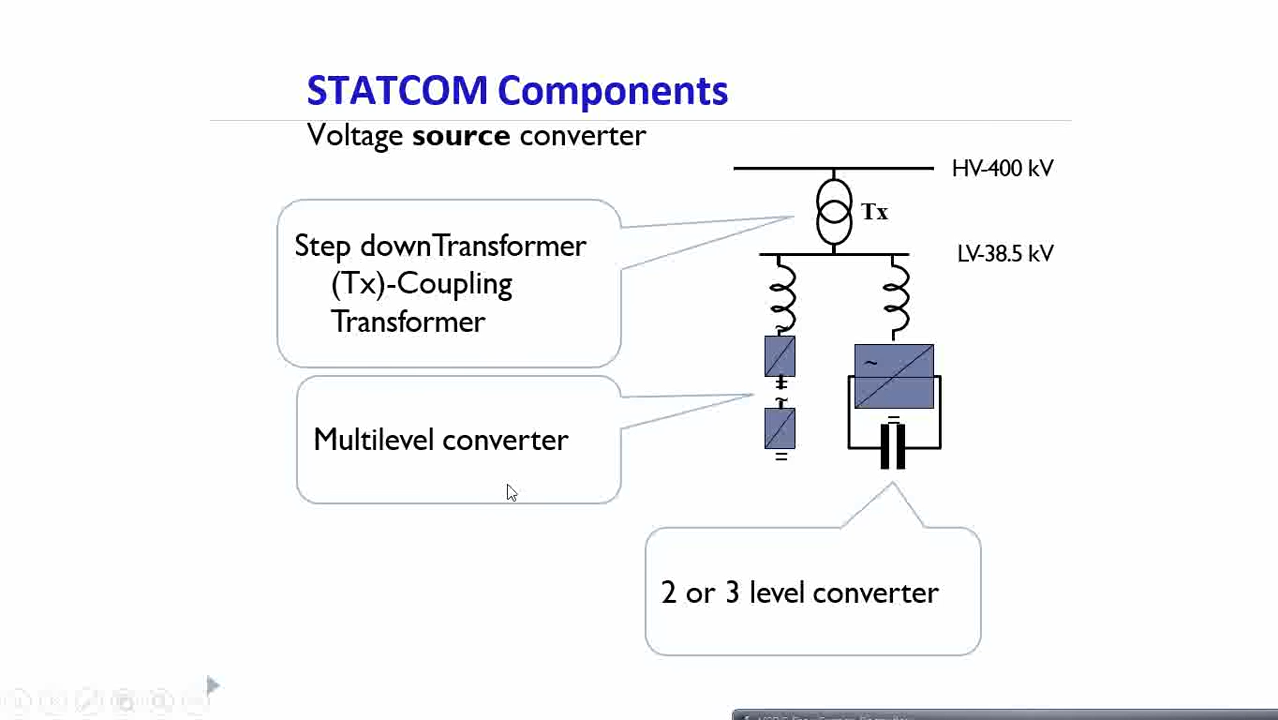 STATCOM Components
Voltage source converter
HV-400 kV
Tx
LV-38.5 kV
Step downTransformer
(Tx)-Coupling
Transformer
~
~
=
~
=
=
Multilevel converter
2 or 3 level converter